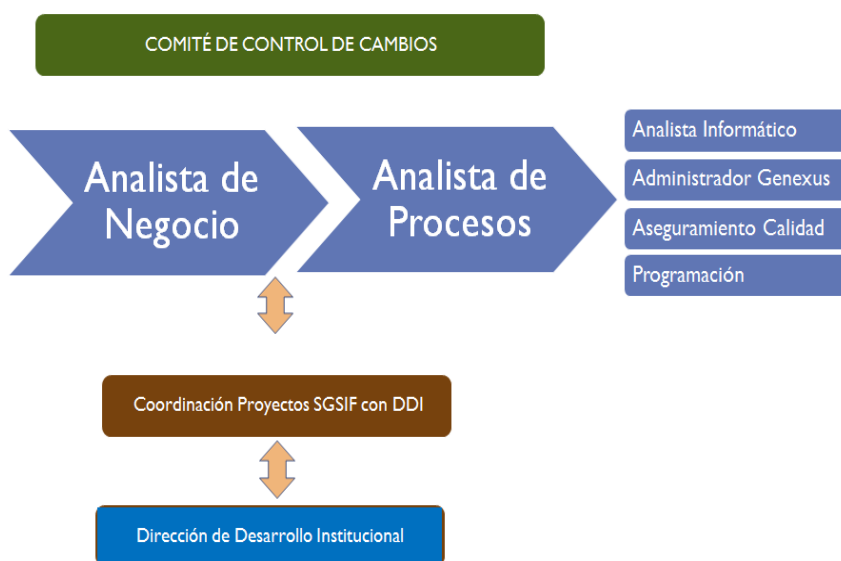 COMITÉ DE CONTROL DE CAMBIOS
Analista de
Negocio
Analista de
Procesos
Analista Informático
Administrador Genexus
Aseguramiento Calidad
Programación
Coordinación Proyectos SGSIF con DDI
Dirección de Desarrollo Institucional